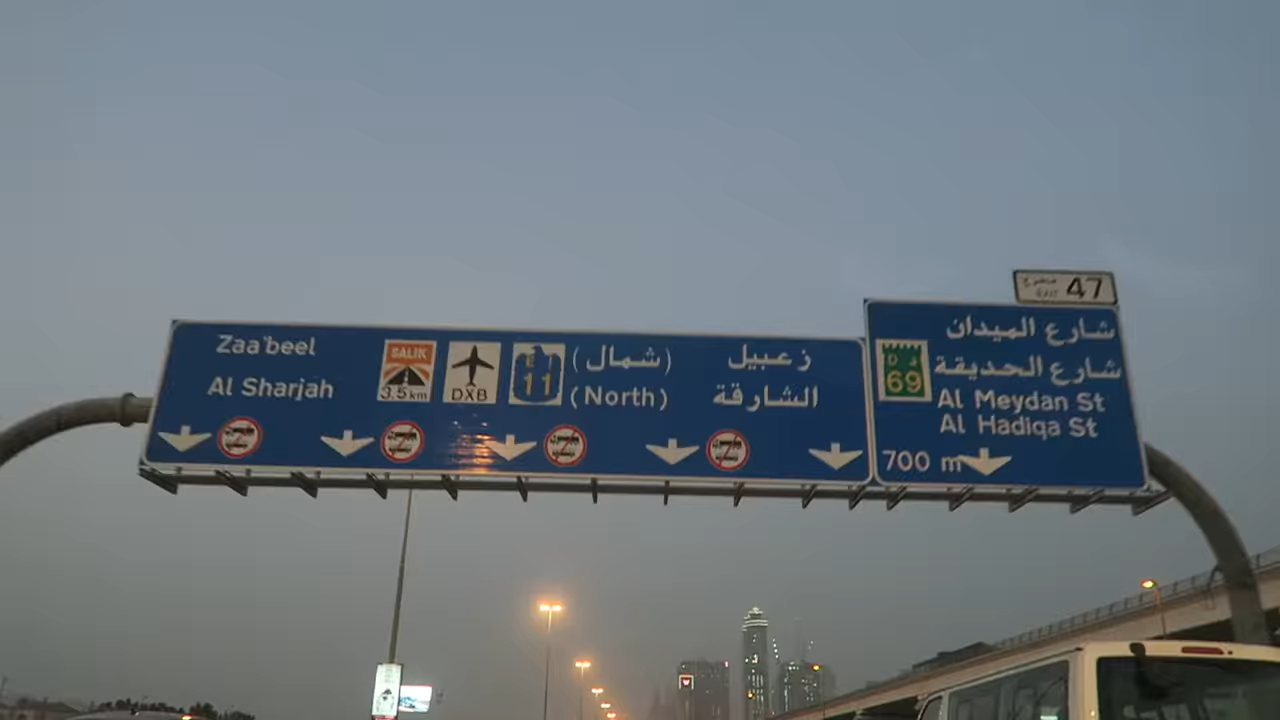 Zaa'beel
Al Sharjah
SALIK
3.5 km
DXB
E
11
(شمال)
(North)
زعبيل
الشارقة
مخرج
EXIT 47
D
69
شارع الميدان
شارع الحديقة
Al Meydan St
Al Hadiqa St
700 m